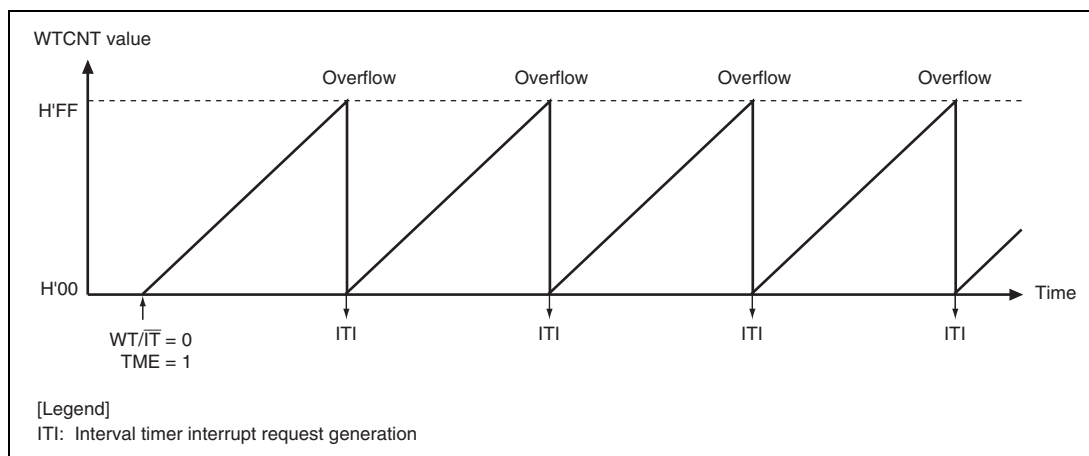 WTCNT value
Overflow Overflow Overflow Overflow
H'FF
H'00
Time
WT/I̅T̅ = 0
TME = 1
ITI ITI ITI ITI
[Legend]
ITI: Interval timer interrupt request generation